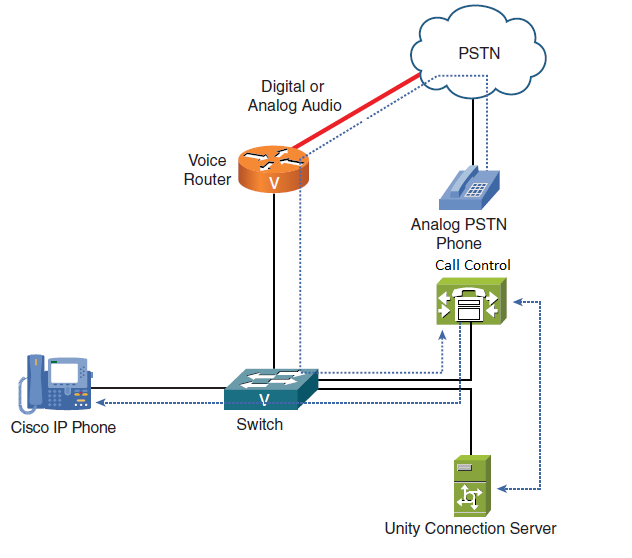 PSTN
Digital or
Analog Audio
Voice
Router
V
Analog PSTN
Phone
Call Control
V
Cisco IP Phone
Switch
Unity Connection Server